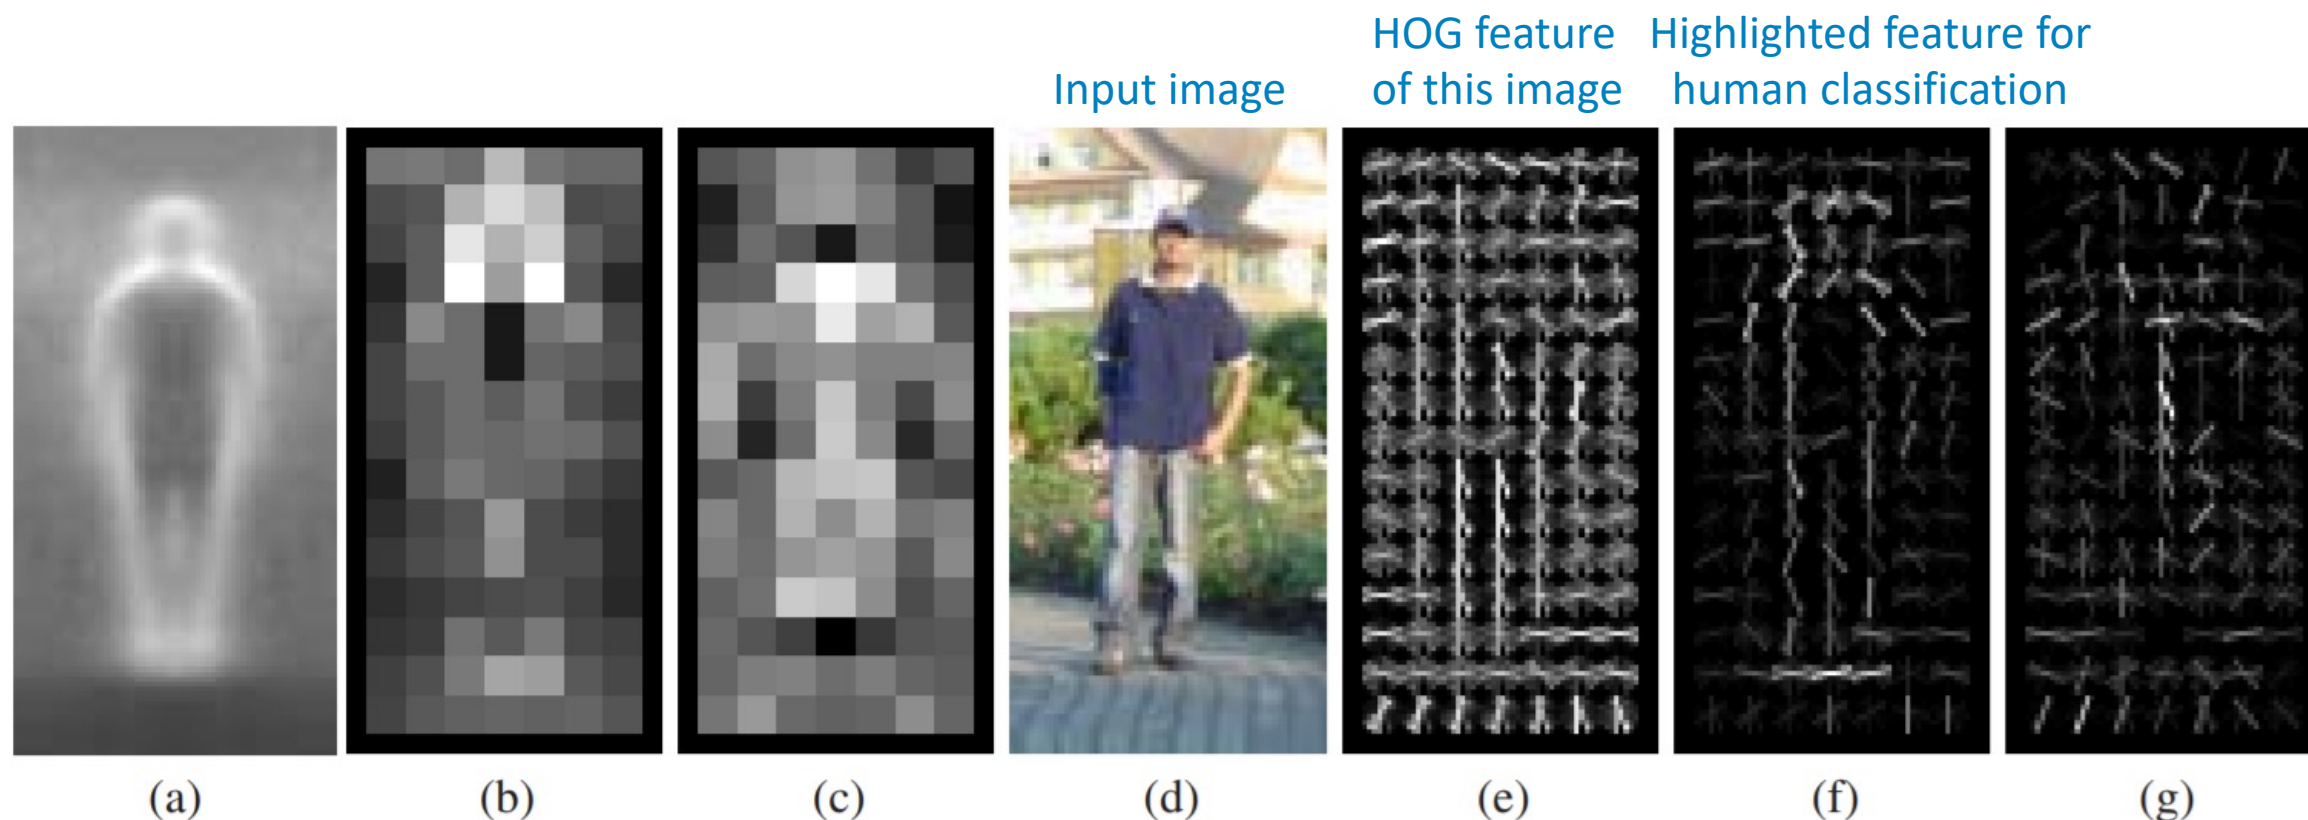 Input image
HOG feature
of this image
Highlighted feature for
human classification
(a) (b) (c) (d) (e) (f) (g)